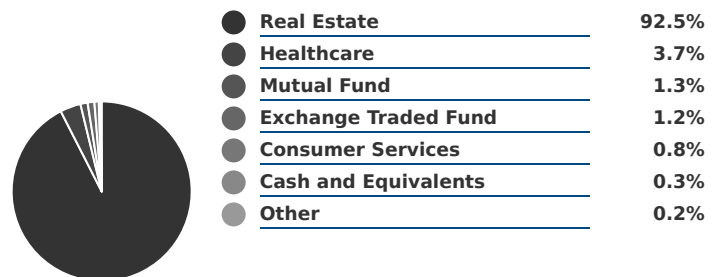 Real Estate 92.5%
Healthcare 3.7%
Mutual Fund 1.3%
Exchange Traded Fund 1.2%
Consumer Services 0.8%
Cash and Equivalents 0.3%
Other 0.2%